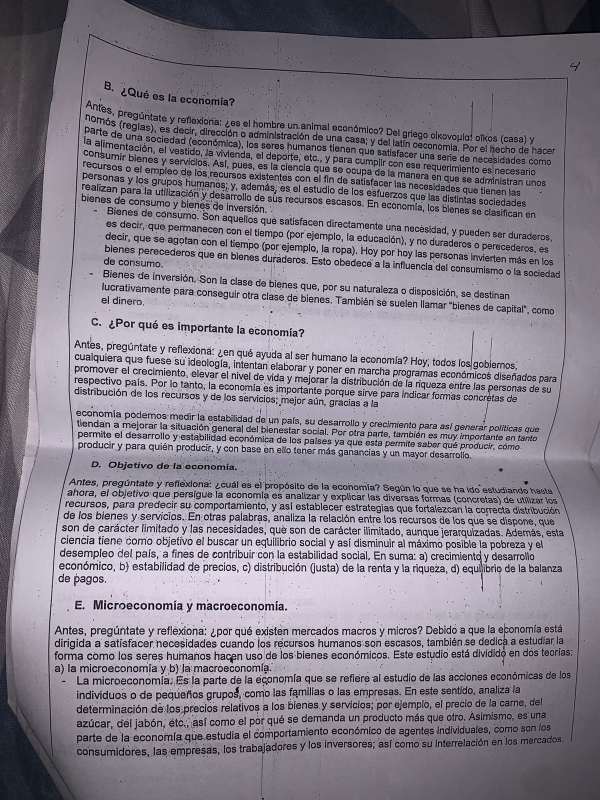 4
B. ¿Qué es la economía?
Antes, pregúntate y reflexiona: ¿es el hombre un animal económico? Del griego οἰκονομία! oîkos (casa) y
nomós (reglas), es decir, dirección o administración de una casa; y del latín oeconomia. Por el hecho de hacer
parte de una sociedad (económica), los seres humanos tienen que satisfacer una serie de necesidades como
la alimentación, el vestido, la vivienda, el deporte, etc., y para cumplir con ese requerimiento es necesario
consumir bienes y servicios. Así, pues, es la ciencia que se ocupa de la manera en que se administran unos
recursos o el empleo de los recursos existentes con el fin de satisfacer las necesidades que tienen las
personas y los grupos humanos; y, además, es el estudio de los esfuerzos que las distintas sociedades
realizan para la utilización y desarrollo de sus recursos escasos. En economía, los bienes se clasifican en
bienes de consumo y bienes de inversión.
- Bienes de consumo. Son aquellos que satisfacen directamente una necesidad, y pueden ser duraderos,
es decir, que permanecen con el tiempo (por ejemplo, la educación), y no duraderos o perecederos, es
decir, que se agotan con el tiempo (por ejemplo, la ropa). Hoy por hoy las personas invierten más en los
bienes perecederos que en bienes duraderos. Esto obedece a la influencia del consumismo o la sociedad
de consumo.
- Bienes de inversión. Son la clase de bienes que, por su naturaleza o disposición, se destinan
lucrativamente para conseguir otra clase de bienes. También se suelen llamar "bienes de capital", como
el dinero.
C. ¿Por qué es importante la economía?
Antes, pregúntate y reflexiona: ¿en qué ayuda al ser humano la economía? Hoy, todos los gobiernos,
cualquiera que fuese su ideología, intentan elaborar y poner en marcha programas económicos diseñados para
promover el crecimiento, elevar el nivel de vida y mejorar la distribución de la riqueza entre las personas de su
respectivo país. Por lo tanto, la economía es importante porque sirve para indicar formas concretas de
distribución de los recursos y de los servicios; mejor aún, gracias a la
economía podemos medir la estabilidad de un país, su desarrollo y crecimiento para así generar políticas que
tiendan a mejorar la situación general del bienestar social. Por otra parte, también es muy importante en tanto
permite el desarrollo y estabilidad económica de los países ya que esta permite saber qué producir, cómo
producir y para quién producir, y con base en ello tener más ganancias y un mayor desarrollo.
D. Objetivo de la economía.
Antes, pregúntate y reflexiona: ¿cuál es el propósito de la economía? Según lo que se ha ido estudiando hasta
ahora, el objetivo que persigue la economía es analizar y explicar las diversas formas (concretas) de utilizar los
recursos, para predecir su comportamiento, y así establecer estrategias que fortalezcan la correcta distribución
de los bienes y servicios. En otras palabras, analiza la relación entre los recursos de los que se dispone, que
son de carácter limitado y las necesidades, que son de carácter ilimitado, aunque jerarquizadas. Además, esta
ciencia tiene como objetivo el buscar un equilibrio social y así disminuir al máximo posible la pobreza y el
desempleo del país, a fines de contribuir con la estabilidad social, En suma: a) crecimiento y desarrollo
económico, b) estabilidad de precios, c) distribución (justa) de la renta y la riqueza, d) equilibrio de la balanza
de pagos.
E. Microeconomía y macroeconomía.
Antes, pregúntate y reflexiona: ¿por qué existen mercados macros y micros? Debido a que la economía está
dirigida a satisfacer necesidades cuando los recursos humanos son escasos, también se dedica a estudiar la
forma como los seres humanos hacen uso de los bienes económicos. Este estudio está dividido en dos teorías:
a) la microeconomía y b) la macroeconomía.
- La microeconomía. Es la parte de la economía que se refiere al estudio de las acciones económicas de los
individuos o de pequeños grupos, como las familias o las empresas. En este sentido, analiza la
determinación de los precios relativos a los bienes y servicios; por ejemplo, el precio de la carne, del
azúcar, del jabón, etc., así como el por qué se demanda un producto más que otro. Asimismo, es una
parte de la economía que estudia el comportamiento económico de agentes individuales, como son los
consumidores, las empresas, los trabajadores y los inversores; así como su interrelación en los mercados.